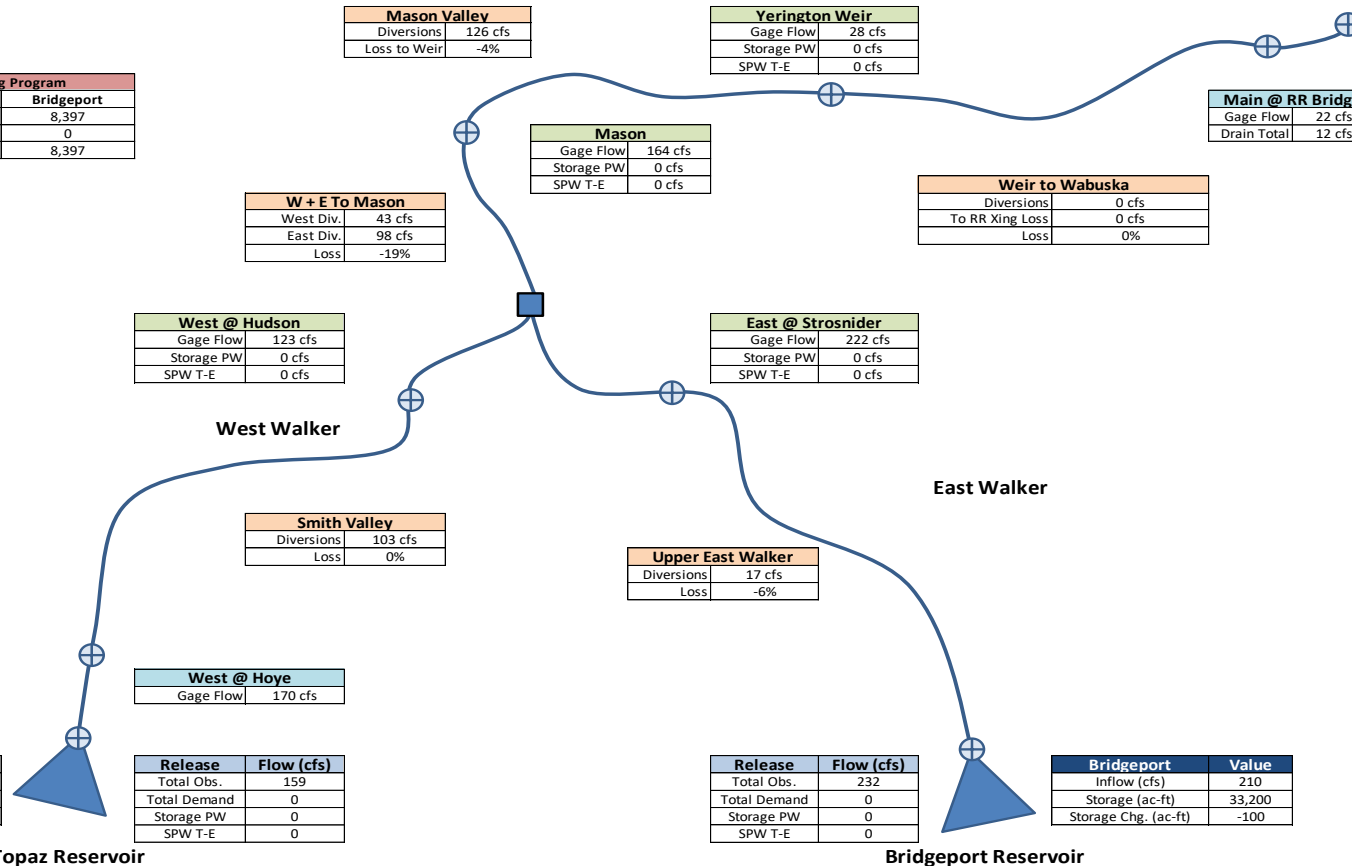 Mason Valley
Diversions 126 cfs
Loss to Weir -4%
Yerington Weir
Gage Flow 28 cfs
Storage PW 0 cfs
SPW T-E 0 cfs
Program
Bridgeport
8,397
0
8,397
Main @ RR Bridg
Gage Flow 22 cfs
Drain Total 12 cfs
Mason
Gage Flow 164 cfs
Storage PW 0 cfs
SPW T-E 0 cfs
W + E To Mason
West Div. 43 cfs
East Div. 98 cfs
Loss -19%
Weir to Wabuska
Diversions 0 cfs
To RR Xing Loss 0 cfs
Loss 0%
West @ Hudson
Gage Flow 123 cfs
Storage PW 0 cfs
SPW T-E 0 cfs
East @ Strosnider
Gage Flow 222 cfs
Storage PW 0 cfs
SPW T-E 0 cfs
West Walker
East Walker
Smith Valley
Diversions 103 cfs
Loss 0%
Upper East Walker
Diversions 17 cfs
Loss -6%
West @ Hoye
Gage Flow 170 cfs
Release Flow (cfs)
Total Obs. 159
Total Demand 0
Storage PW 0
SPW T-E 0
Release Flow (cfs)
Total Obs. 232
Total Demand 0
Storage PW 0
SPW T-E 0
Bridgeport Value
Inflow (cfs) 210
Storage (ac-ft) 33,200
Storage Chg. (ac-ft) -100
Topaz Reservoir
Bridgeport Reservoir